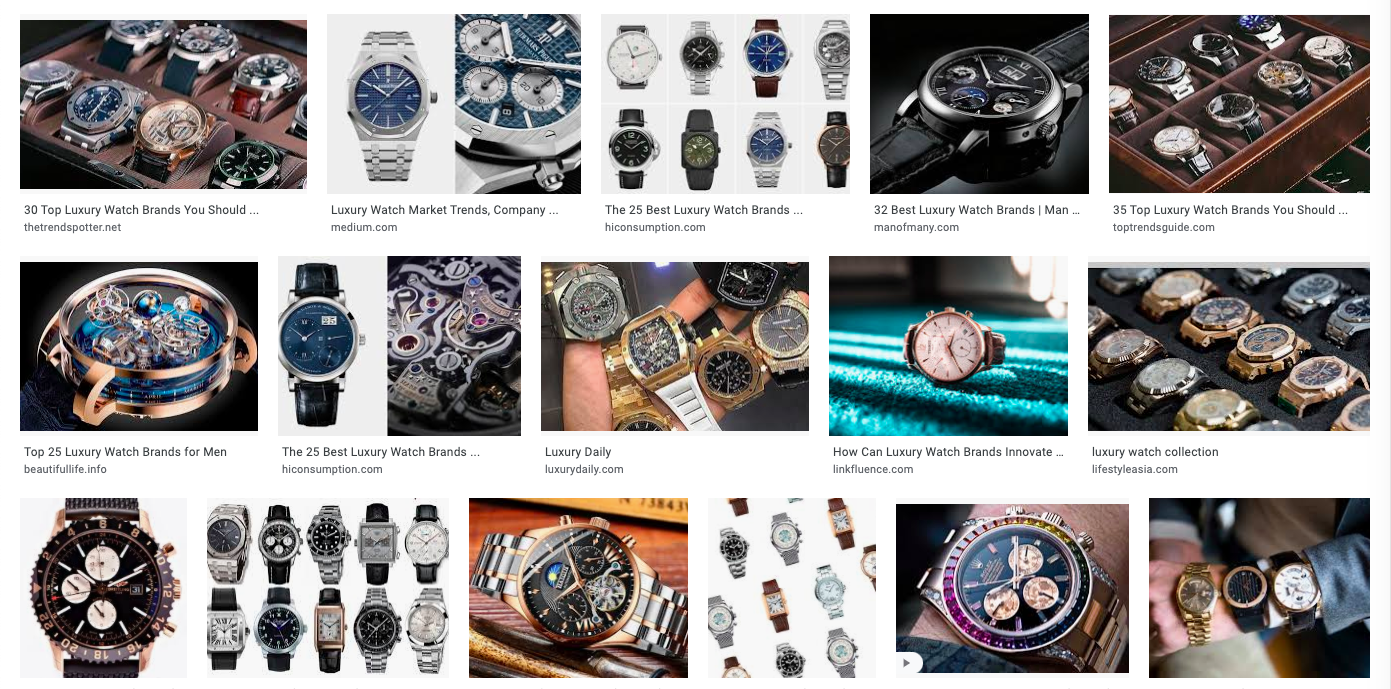 30 Top Luxury Watch Brands You Should ...
thetrendspotter.net
Luxury Watch Market Trends, Company ...
medium.com
The 25 Best Luxury Watch Brands ...
hiconsumption.com
32 Best Luxury Watch Brands | Man ...
manofmany.com
35 Top Luxury Watch Brands You Should ...
toptrendsguide.com
25
Top 25 Luxury Watch Brands for Men
beautifullife.info
The 25 Best Luxury Watch Brands ...
hiconsumption.com
Luxury Daily
luxurydaily.com
How Can Luxury Watch Brands Innovate ...
linkfluence.com
luxury watch collection
lifestyleasia.com
31